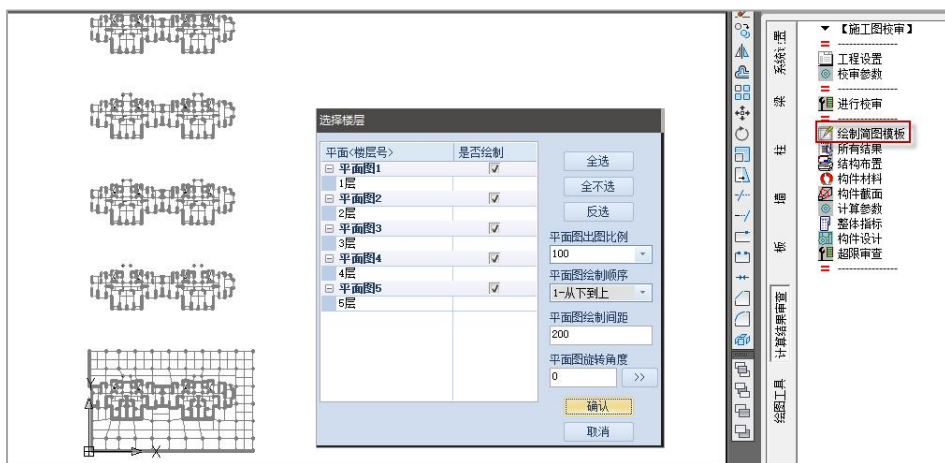 选择楼层
平面<楼层号>
是否绘制
平面图1
1层
平面图2
2层
平面图3
3层
平面图4
4层
平面图5
5层
全选
全不选
反选
平面图出图比例
100
平面图绘制顺序
1-从下到上
平面图绘制间距
200
平面图旋转角度
0
>>
确认
取消
Y
X
梁
柱
墙
板
计算结果审查
绘图工具
【施工图校审】
工程设置
校审参数
进行校审
绘制简图模板
所有结果
结构布置
构件材料
构件截面
计算参数
整体指标
构件设计
超限审查